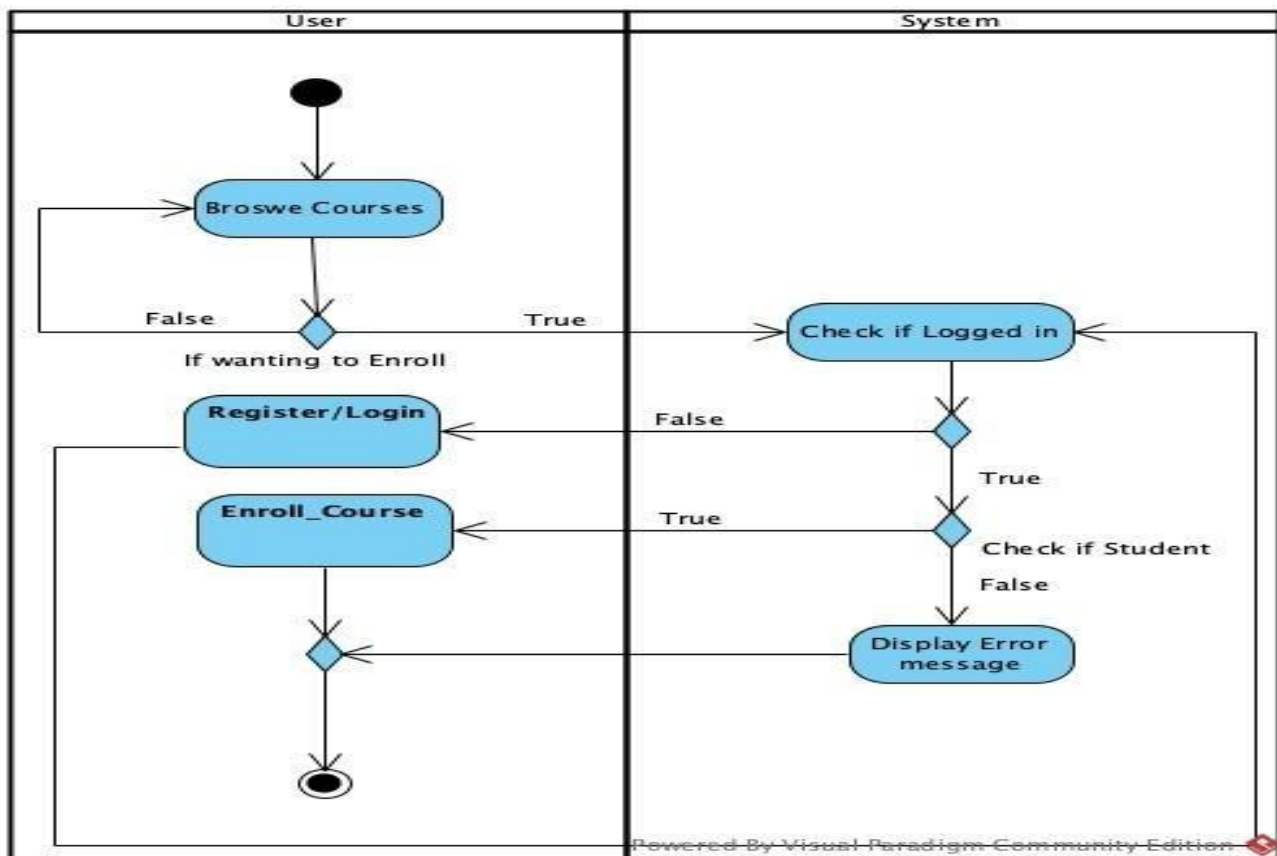 User
System
Broswe Courses
False
True
If wanting to Enroll
Check if Logged in
Register/Login
False
True
Enroll_Course
True
Check if Student
False
Display Error
message
Powered By Visual Paradigm Community Edition